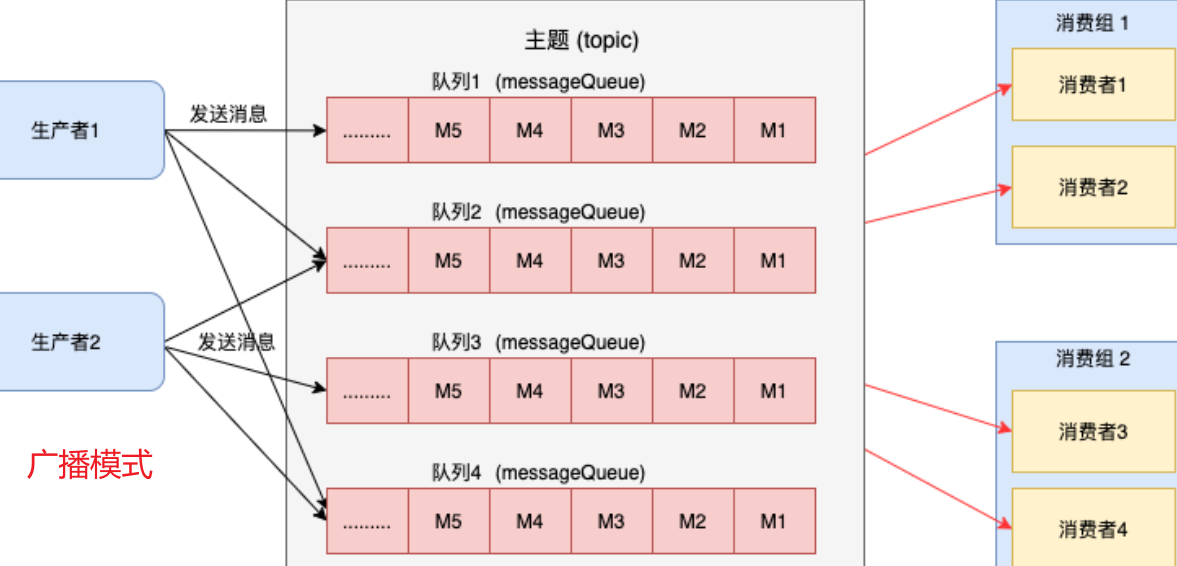 主题 (topic)
消费组 1
消费者1
消费者2
生产者1
发送消息
队列1 (messageQueue)
......... M5 M4 M3 M2 M1
队列2 (messageQueue)
......... M5 M4 M3 M2 M1
生产者2
发送消息
队列3 (messageQueue)
......... M5 M4 M3 M2 M1
队列4 (messageQueue)
......... M5 M4 M3 M2 M1
广播模式
消费组 2
消费者3
消费者4